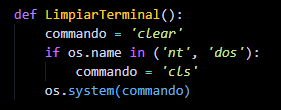 def LimpiarTerminal():
    commando = 'clear'
    if os.name in ('nt', 'dos'):
        commando = 'cls'
    os.system(commando)